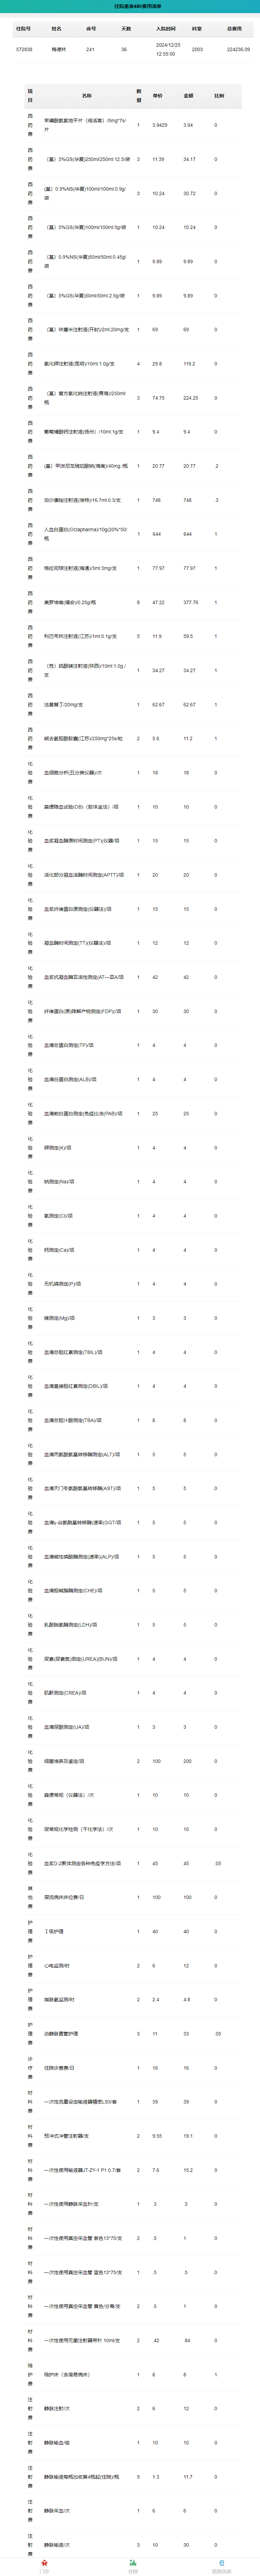 住院患者48h费用清单
住院号 姓名 床号 天数 入院时间 科室 总费用
572838 梅德林 241 36 2024/12/25 12:55:00 2003 224236.09
项目 名称 数量 单价 金额 比例
西药费 苯磺酸氨氯地平片（络活喜）/5mg*7s/片 1 3.9429 3.94 0
西药费 （基）5%GS(华夏)250ml/250ml:12.5/袋 3 11.39 34.17 0
西药费 (基）0.9%NS(华夏)100ml/100ml:0.9g/袋 3 10.24 30.72 0
西药费 （基）5%GS(华夏)100ml/100ml:5g/袋 1 10.24 10.24 0
西药费 （基）0.9%NS(华夏)50ml/50ml:0.45g/袋 1 9.89 9.89 0
西药费 （基）5%GS(华夏)50ml/50ml:2.5g/袋 1 9.89 9.89 0
西药费 （基）呋塞米注射液(开封)/2ml:20mg/支 1 69 69 0
西药费 氯化钾注射液(昆明)/10ml:1.0g/支 4 29.8 119.2 0
西药费 （基）复方氯化钠注射液(青海)/250ml/瓶 3 74.75 224.25 0
西药费 葡萄糖酸钙注射液(扬州）/10ml:1g/支 1 9.4 9.4 0
西药费 (基）甲泼尼龙琥珀酸钠(海南)/40mg./瓶 1 20.77 20.77 .2
西药费 泊沙康唑注射液(倍特)/16.7ml:0.3/支 1 748 748 .3
西药费 人血白蛋白(Octapharma)/10g(20%*50)/瓶 1 644 644 1
西药费 格拉司琼注射液(海通)/3ml:3mg/支 1 77.97 77.97 1
西药费 美罗培南(福安)/0.25g/瓶 8 47.22 377.76 1
西药费 利巴韦林注射液(江苏)/1ml:0.1g/支 5 11.9 59.5 1
西药费 （危）硫酸镁注射液(陕西)/10ml:1.0g /支 1 34.27 34.27 1
西药费 法莫替丁/20mg/支 1 62.67 62.67 1
西药费 熊去氧胆酸胶囊(江苏)/250mg*25s/粒 2 5.6 11.2 1
化验费 血细胞分析(五分类仪器)/次 1 18 18 0
化验费 粪便隐血试验(OB)（胶体金法）/项 1 10 10 0
化验费 血浆凝血酶原时间测定(PT)(仪器/项 1 15 15 0
化验费 活化部分凝血活酶时间测定(APTT)/项 1 20 20 0
化验费 血浆纤维蛋白原测定(仪器法)/项 1 15 15 0
化验费 凝血酶时间测定(TT)(仪器法)/项 1 12 12 0
化验费 血浆抗凝血酶Ⅲ活性测定(AT—ⅢA/项 1 42 42 0
化验费 纤维蛋白(原)降解产物测定(FDP)(/项 1 30 30 0
化验费 血清总蛋白测定(TP)/项 1 4 4 0
化验费 血清白蛋白测定(ALB)/项 1 4 4 0
化验费 血清前白蛋白测定(免疫比浊(PAB)/项 1 25 25 0
化验费 钾测定(K)/项 1 4 4 0
化验费 钠测定(Na)/项 1 4 4 0
化验费 氯测定(Cl)/项 1 4 4 0
化验费 钙测定(Ca)/项 1 4 4 0
化验费 无机磷测定(P)/项 1 4 4 0
化验费 镁测定(Mg)/项 1 3 3 0
化验费 血清总胆红素测定(TBIL)/项 1 4 4 0
化验费 血清直接胆红素测定(DBIL)/项 1 4 4 0
化验费 血清总胆汁酸测定(TBA)/项 1 8 8 0
化验费 血清丙氨酸氨基转移酶测定(ALT)/项 1 5 5 0
化验费 血清天门冬氨酸氨基转移酶(AST)/项 1 5 5 0
化验费 血清γ-谷氨酰基转移酶(速率(GGT/项 1 5 5 0
化验费 血清碱性磷酸酶测定(速率)(ALP)/项 1 5 5 0
化验费 血清胆碱酯酶测定(CHE)/项 1 5 5 0
化验费 乳酸脱氢酶测定(LDH)/项 1 5 5 0
化验费 尿素(尿素氮)测定(UREA)(BUN)/项 1 4 4 0
化验费 肌酐测定(CREA)/项 1 4 4 0
化验费 血清尿酸测定(UA)/项 1 3 3 0
化验费 细菌培养及鉴定/项 2 100 200 0
化验费 粪便常规（仪器法）/次 1 10 10 0
化验费 尿常规化学检测（干化学法）/次 1 10 10 0
化验费 血浆D-2聚体测定各种免疫学方法/项 1 45 45 .05
其他费 层流病床床位费/日 1 100 100 0
护理费 Ⅰ级护理 1 40 40 0
护理费 心电监测/时 2 6 12 0
护理费 指脉氧监测/时 2 2.4 4.8 0
护理费 动静脉置管护理 3 11 33 .05
诊疗费 住院诊查费/日 1 16 16 0
材料费 一次性流量设定输液器精密LS3/套 1 39 39 0
材料费 预冲式冲管注射器/支 2 9.55 19.1 0
材料费 一次性使用输液器JT-ZY-1 P1 0.7/套 2 7.6 15.2 0
材料费 一次性使用静脉采血针/支 1 .3 .3 0
材料费 一次性使用真空采血管 紫色13*75/支 2 .5 1 0
材料费 一次性使用真空采血管 蓝色13*75/支 1 .5 .5 0
材料费 一次性使用真空采血管 黄色/分离/支 2 .5 1 0
材料费 一次性使用无菌注射器带针 10ml/支 2 .42 .84 0
陪护费 陪护床（含简易病床） 1 8 8 1
注射费 静脉注射/次 2 6 12 0
注射费 静脉输血/组 1 10 10 0
注射费 静脉输液每瓶加收第4瓶起(住院)/瓶 9 1.3 11.7 0
注射费 静脉采血/次 1 6 6 0
注射费 静脉输液/次 3 10 30 0
门诊 住院 医院信息